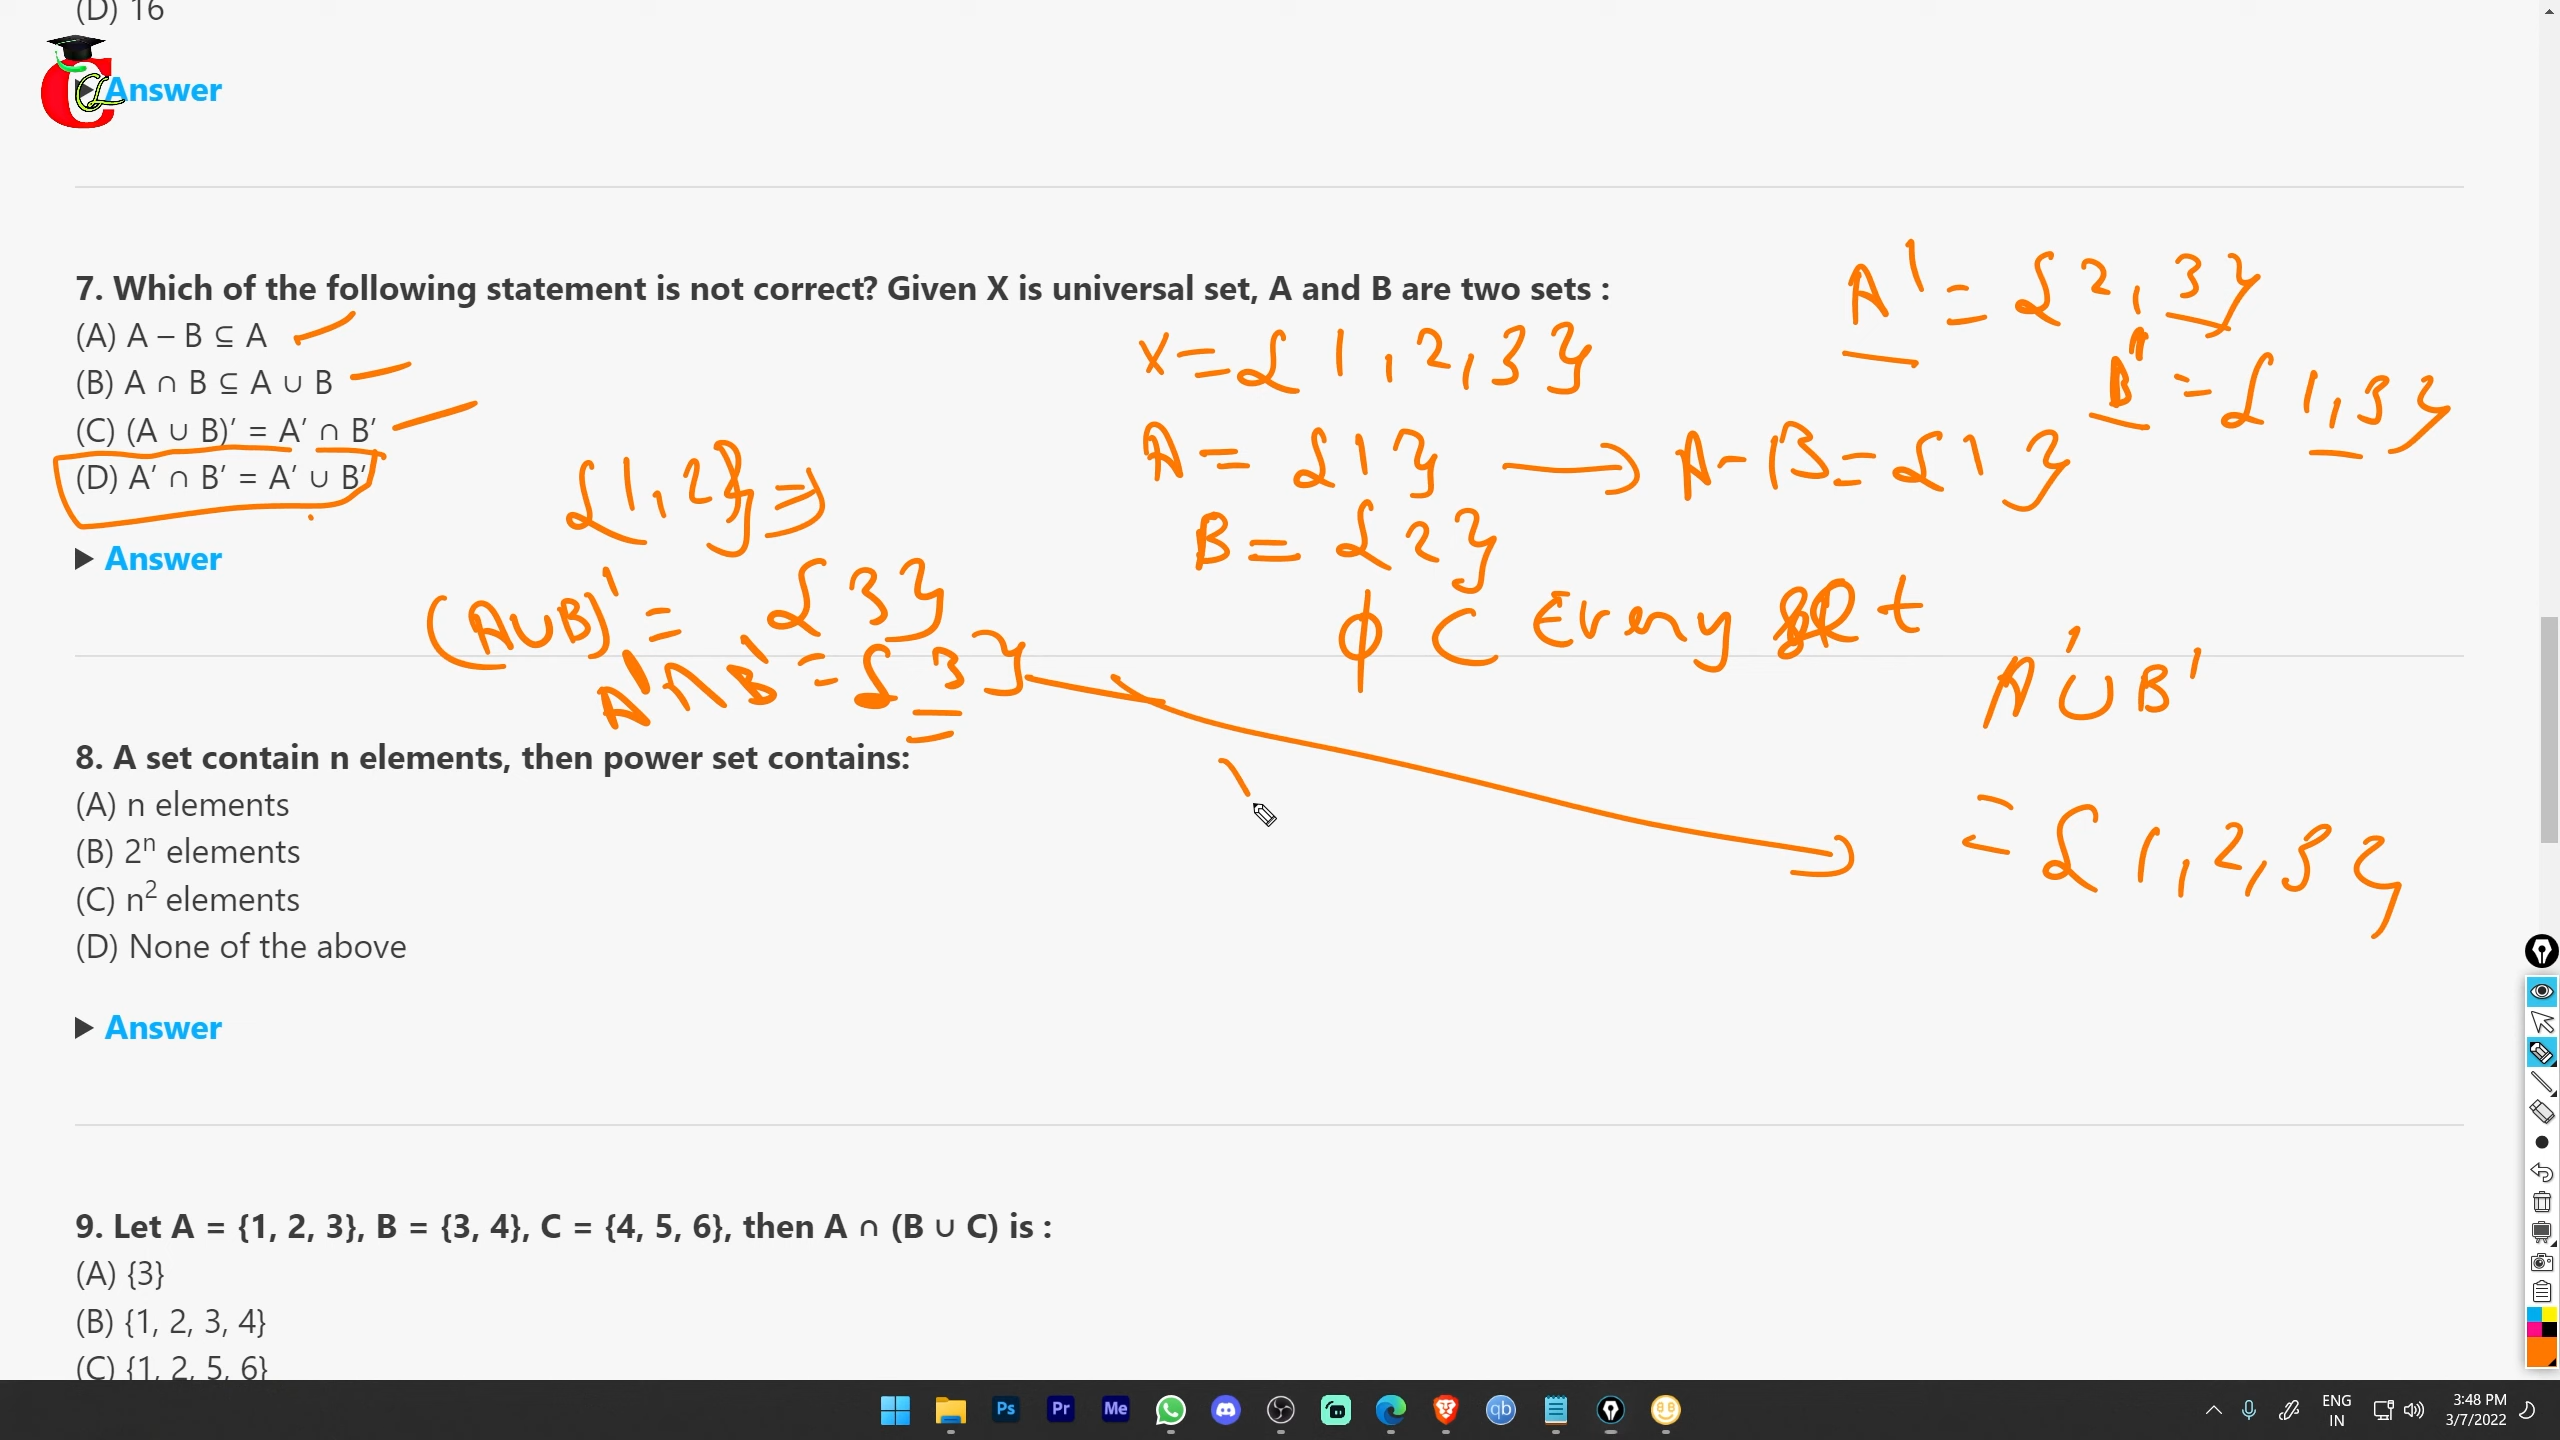 (D) 16
Answer
7. Which of the following statement is not correct? Given X is universal set, A and B are two sets :
(A) A – B ⊆ A
(B) A ∩ B ⊆ A ∪ B
(C) (A ∪ B)′ = A′ ∩ B′
(D) A′ ∩ B′ = A′ ∪ B′
Answer
A' = {2, 3}
X = {1, 2, 3}
B' = {1, 3}
A = {1} → A - B = {1}
{1, 2} ⇒
B = {2}
(A∪B)' = {3}
ϕ ⊂ Every set
A' ∩ B' = {3}
A' ∪ B'
= {1, 2, 3}
8. A set contain n elements, then power set contains:
(A) n elements
(B) 2ⁿ elements
(C) n² elements
(D) None of the above
Answer
9. Let A = {1, 2, 3}, B = {3, 4}, C = {4, 5, 6}, then A ∩ (B ∪ C) is :
(A) {3}
(B) {1, 2, 3, 4}
(C) {1, 2, 5, 6}
Ps Pr Me qb
ENG
IN
3:48 PM
3/7/2022